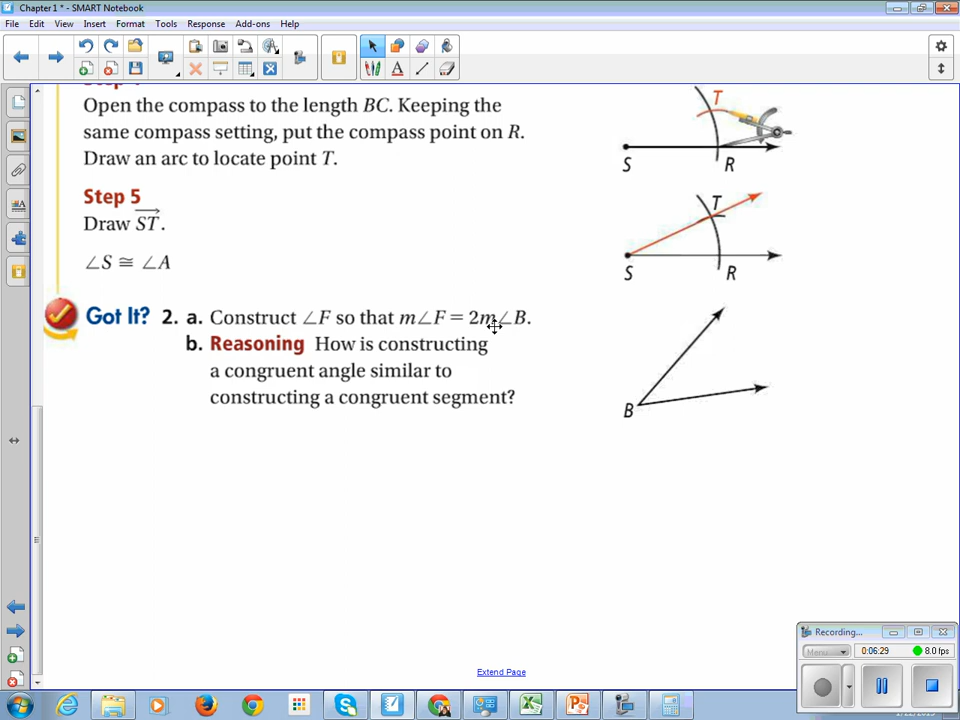 Chapter1 * - SMART Notebook
File Edit View Insert Format Tools Response Add-ons Help
Open the compass to the length BC. Keeping the
same compass setting, put the compass point on R.
Draw an arc to locate point T.
T
S
R
Step 5
Draw ST.
∠S ≅ ∠A
T
S
R
Got It? 2. a. Construct ∠F so that m∠F = 2m∠B.
b. Reasoning How is constructing
a congruent angle similar to
constructing a congruent segment?
B
Extend Page
Recording...
Menu
0:06:29
8.0 fps